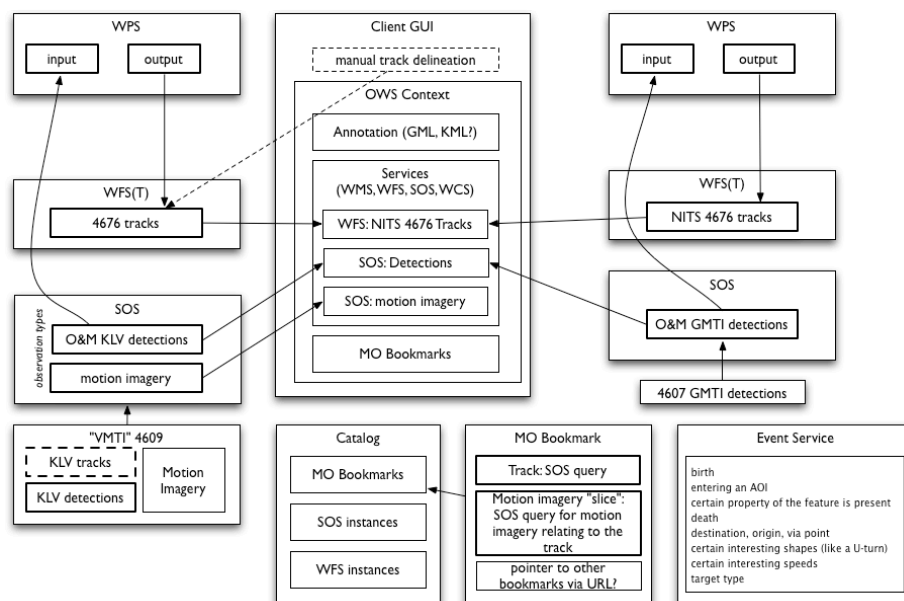 WPS
input
output
WFS(T)
4676 tracks
SOS
observation types
O&M KLV detections
motion imagery
"VMTI" 4609
KLV tracks
KLV detections
Motion
Imagery
Client GUI
manual track delineation
OWS Context
Annotation (GML, KML?)
Services
(WMS, WFS, SOS, WCS)
WFS: NITS 4676 Tracks
SOS: Detections
SOS: motion imagery
MO Bookmarks
WPS
input
output
WFS(T)
NITS 4676 tracks
SOS
O&M GMTI detections
4607 GMTI detections
Catalog
MO Bookmarks
SOS instances
WFS instances
MO Bookmark
Track: SOS query
Motion imagery "slice":
SOS query for motion
imagery relating to the
track
pointer to other
bookmarks via URL?
Event Service
birth
entering an AOI
certain property of the feature is present
death
destination, origin, via point
certain interesting shapes (like a U-turn)
certain interesting speeds
target type